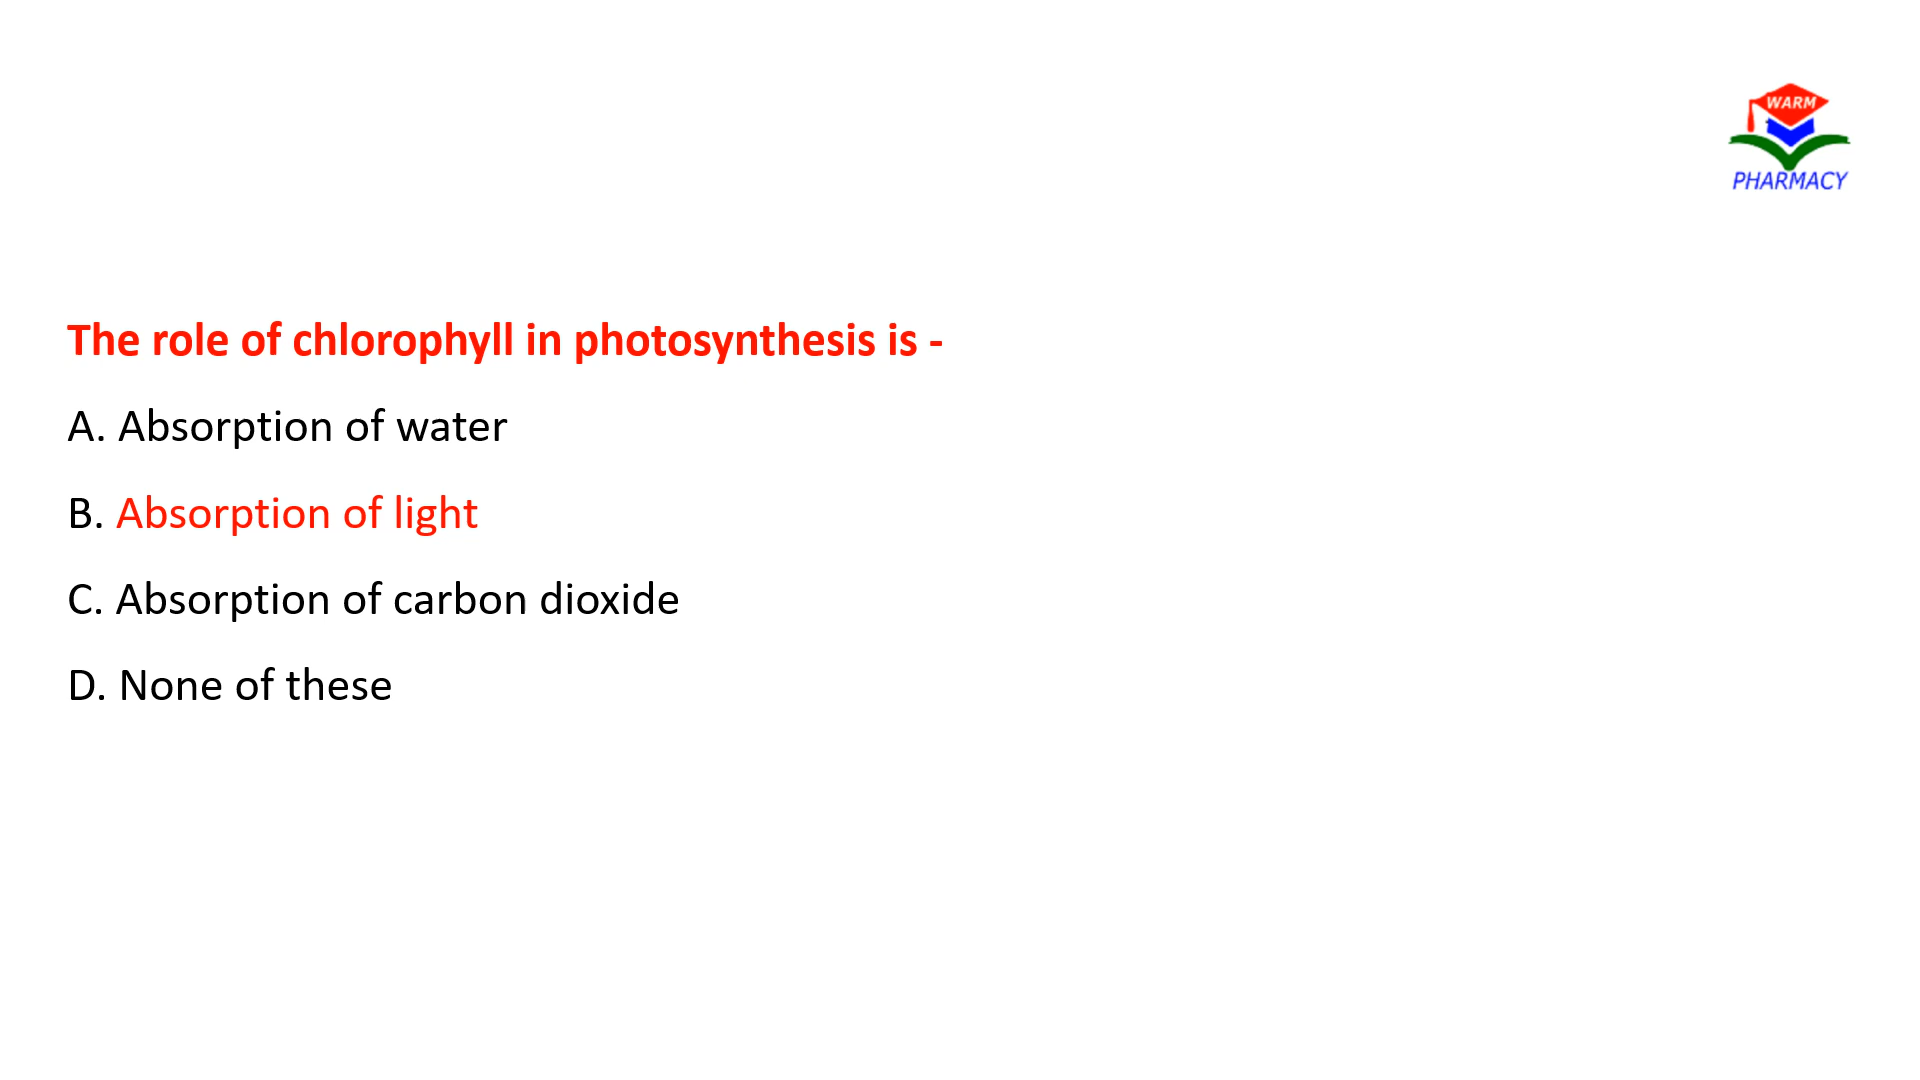 WARM
PHARMACY
The role of chlorophyll in photosynthesis is -
A. Absorption of water
B. Absorption of light
C. Absorption of carbon dioxide
D. None of these